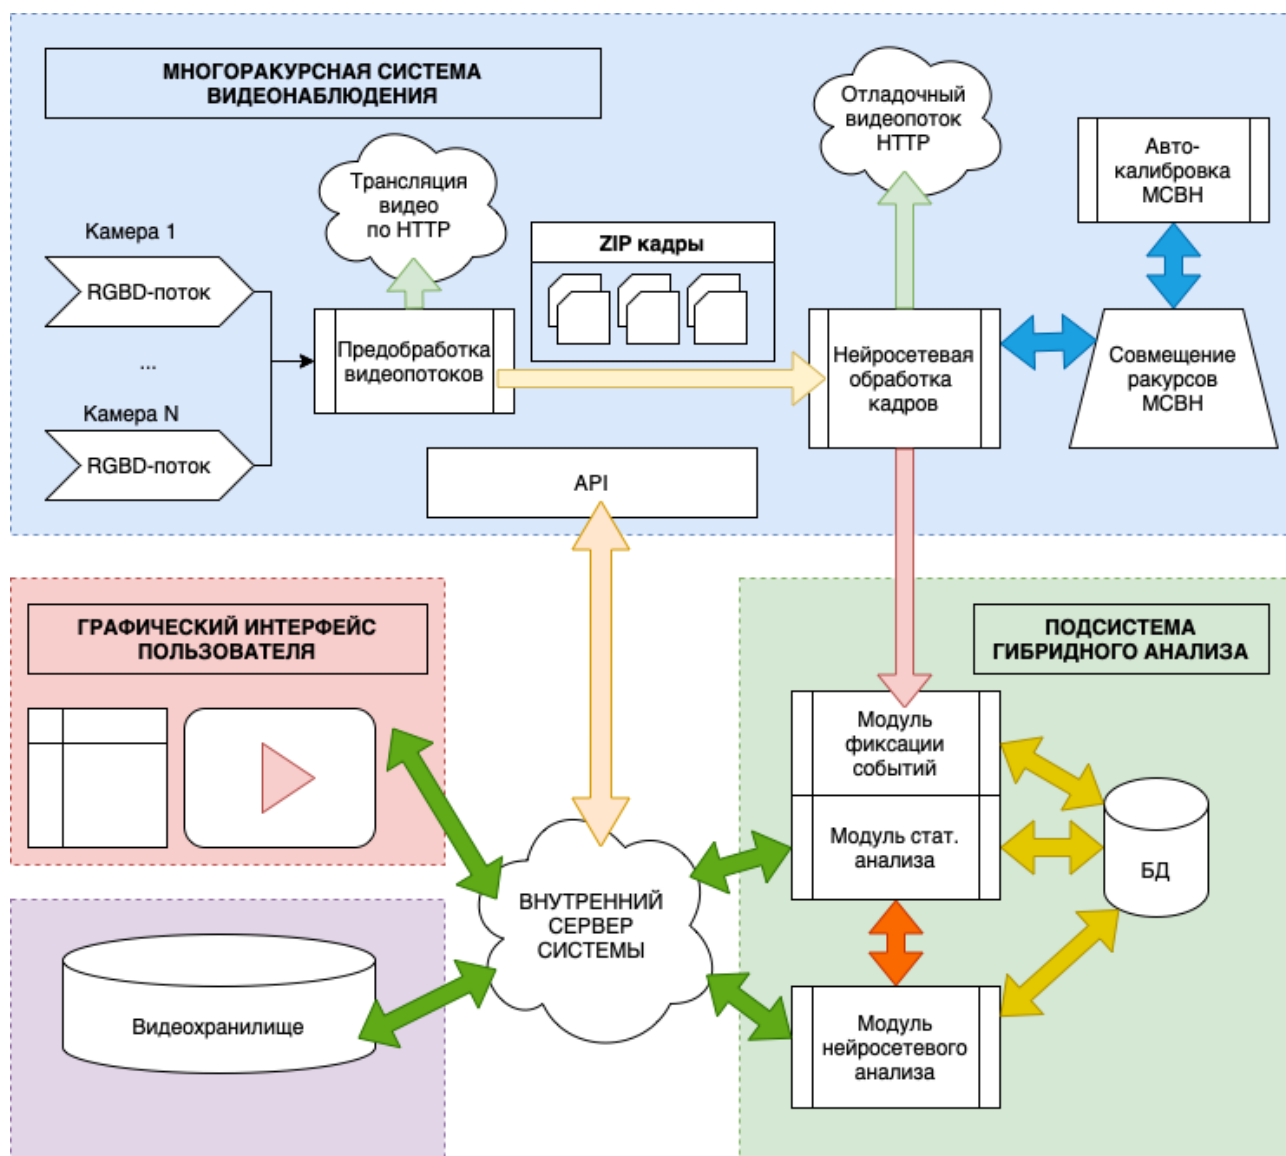 МНОГОРАКУРСНАЯ СИСТЕМА
ВИДЕОНАБЛЮДЕНИЯ
Камера 1
RGBD-поток
...
Камера N
RGBD-поток
Трансляция
видео
по HTTP
Предобработка
видеопотоков
ZIP кадры
Отладочный
видеопоток
HTTP
Нейросетевая
обработка
кадров
Авто-
калибровка
МСВН
Совмещение
ракурсов
МСВН
API
ГРАФИЧЕСКИЙ ИНТЕРФЕЙС
ПОЛЬЗОВАТЕЛЯ
Видеохранилище
ВНУТРЕННИЙ
СЕРВЕР
СИСТЕМЫ
ПОДСИСТЕМА
ГИБРИДНОГО АНАЛИЗА
Модуль
фиксации
событий
Модуль стат.
анализа
БД
Модуль
нейросетевого
анализа